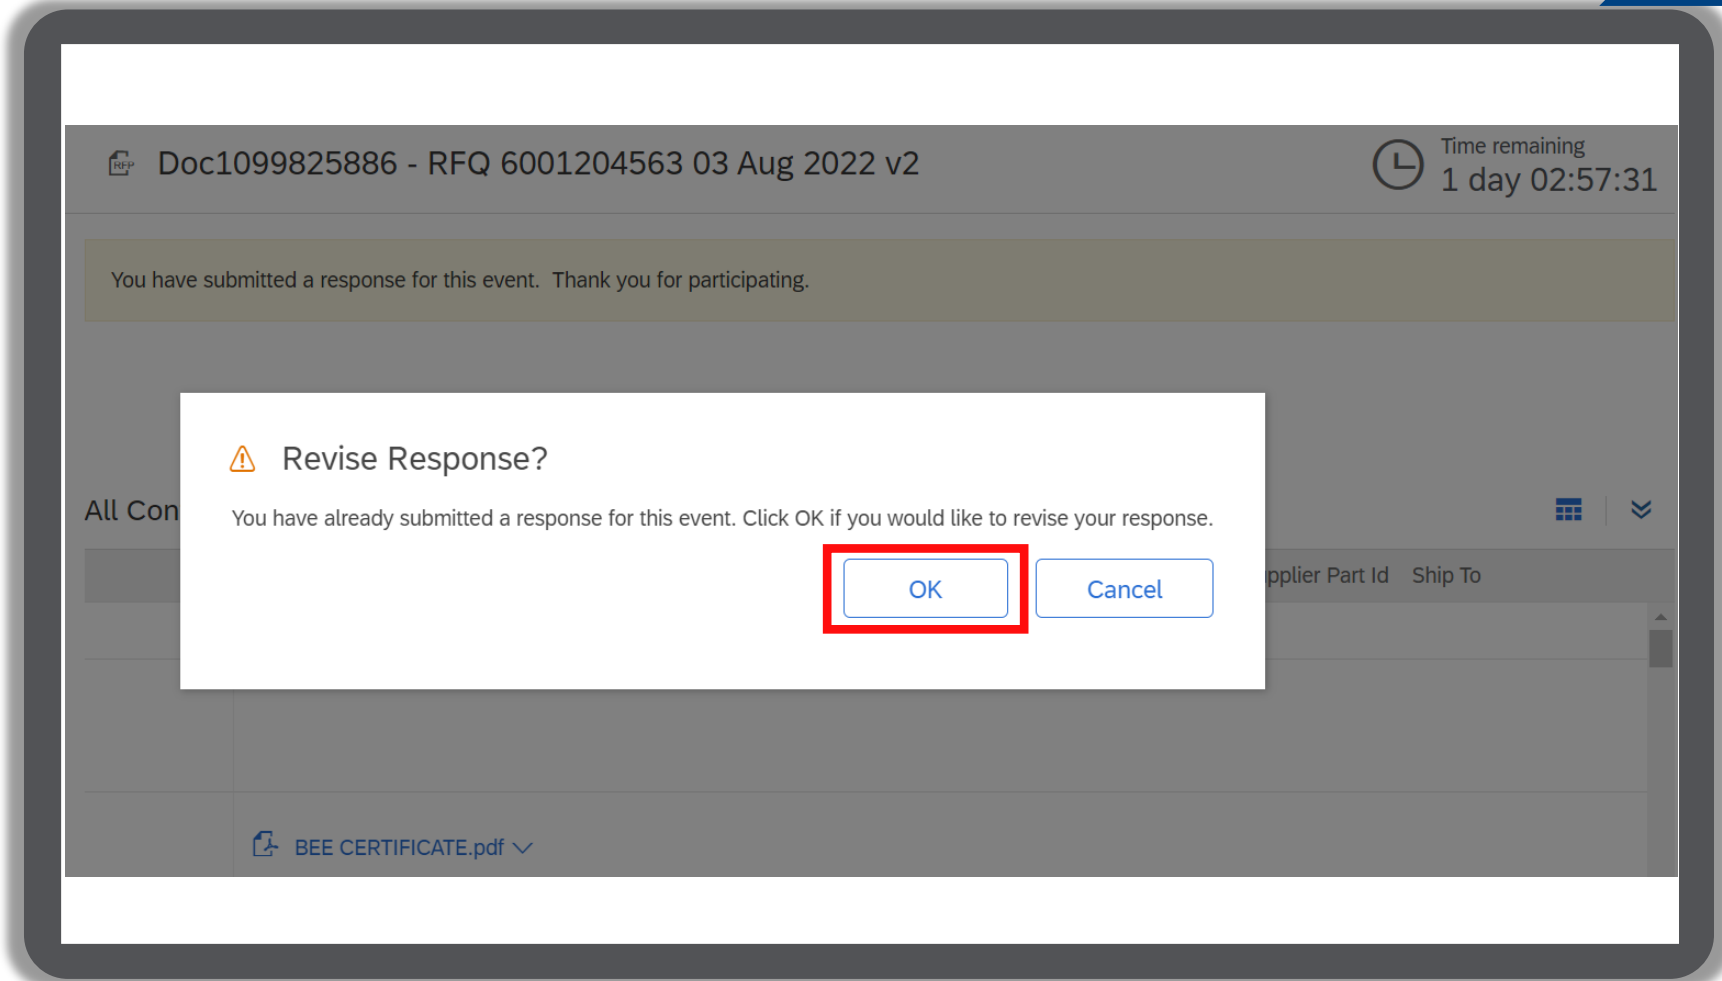 RFP
Doc1099825886 - RFQ 6001204563 03 Aug 2022 v2
Time remaining
1 day 02:57:31
You have submitted a response for this event. Thank you for participating.
Revise Response?
All Con
You have already submitted a response for this event. Click OK if you would like to revise your response.
OK
Cancel
pplier Part Id
Ship To
BEE CERTIFICATE.pdf